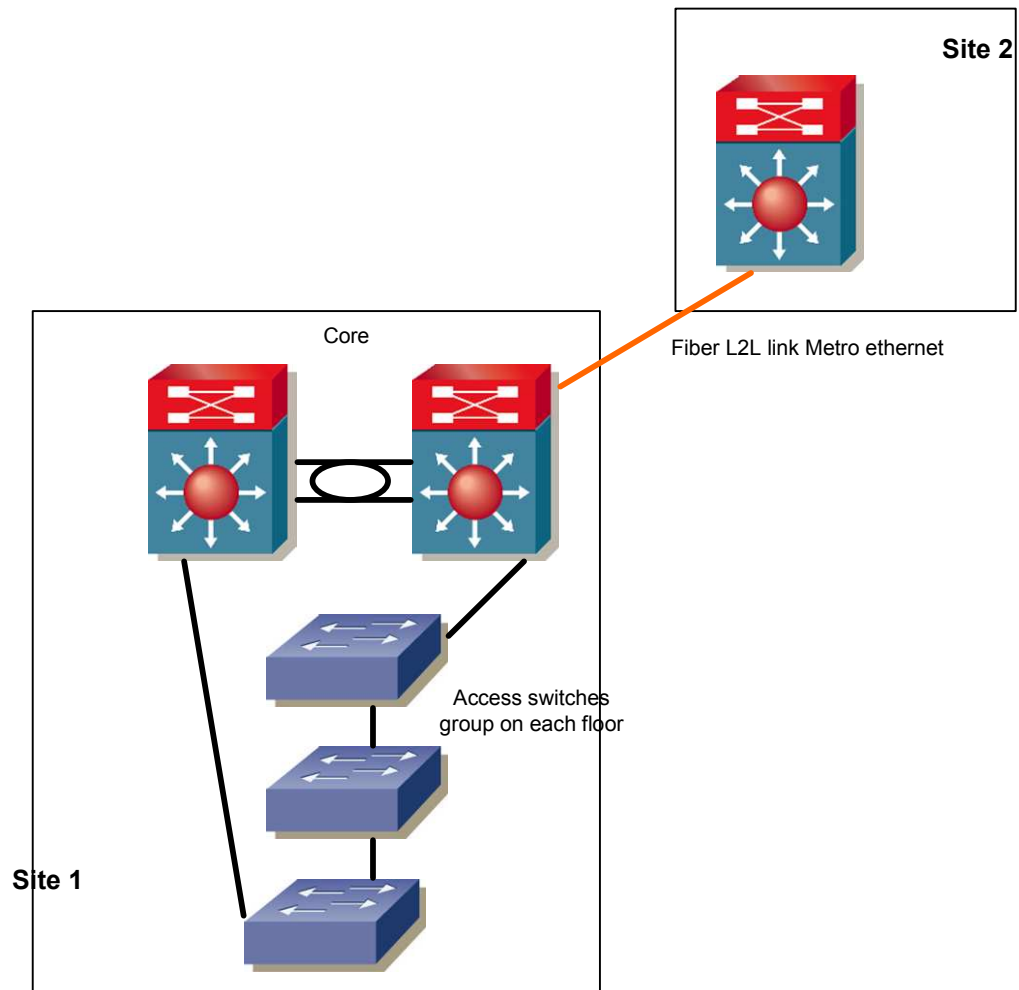 Site 2
Core
Fiber L2L link Metro ethernet
Access switches
group on each floor
Site 1